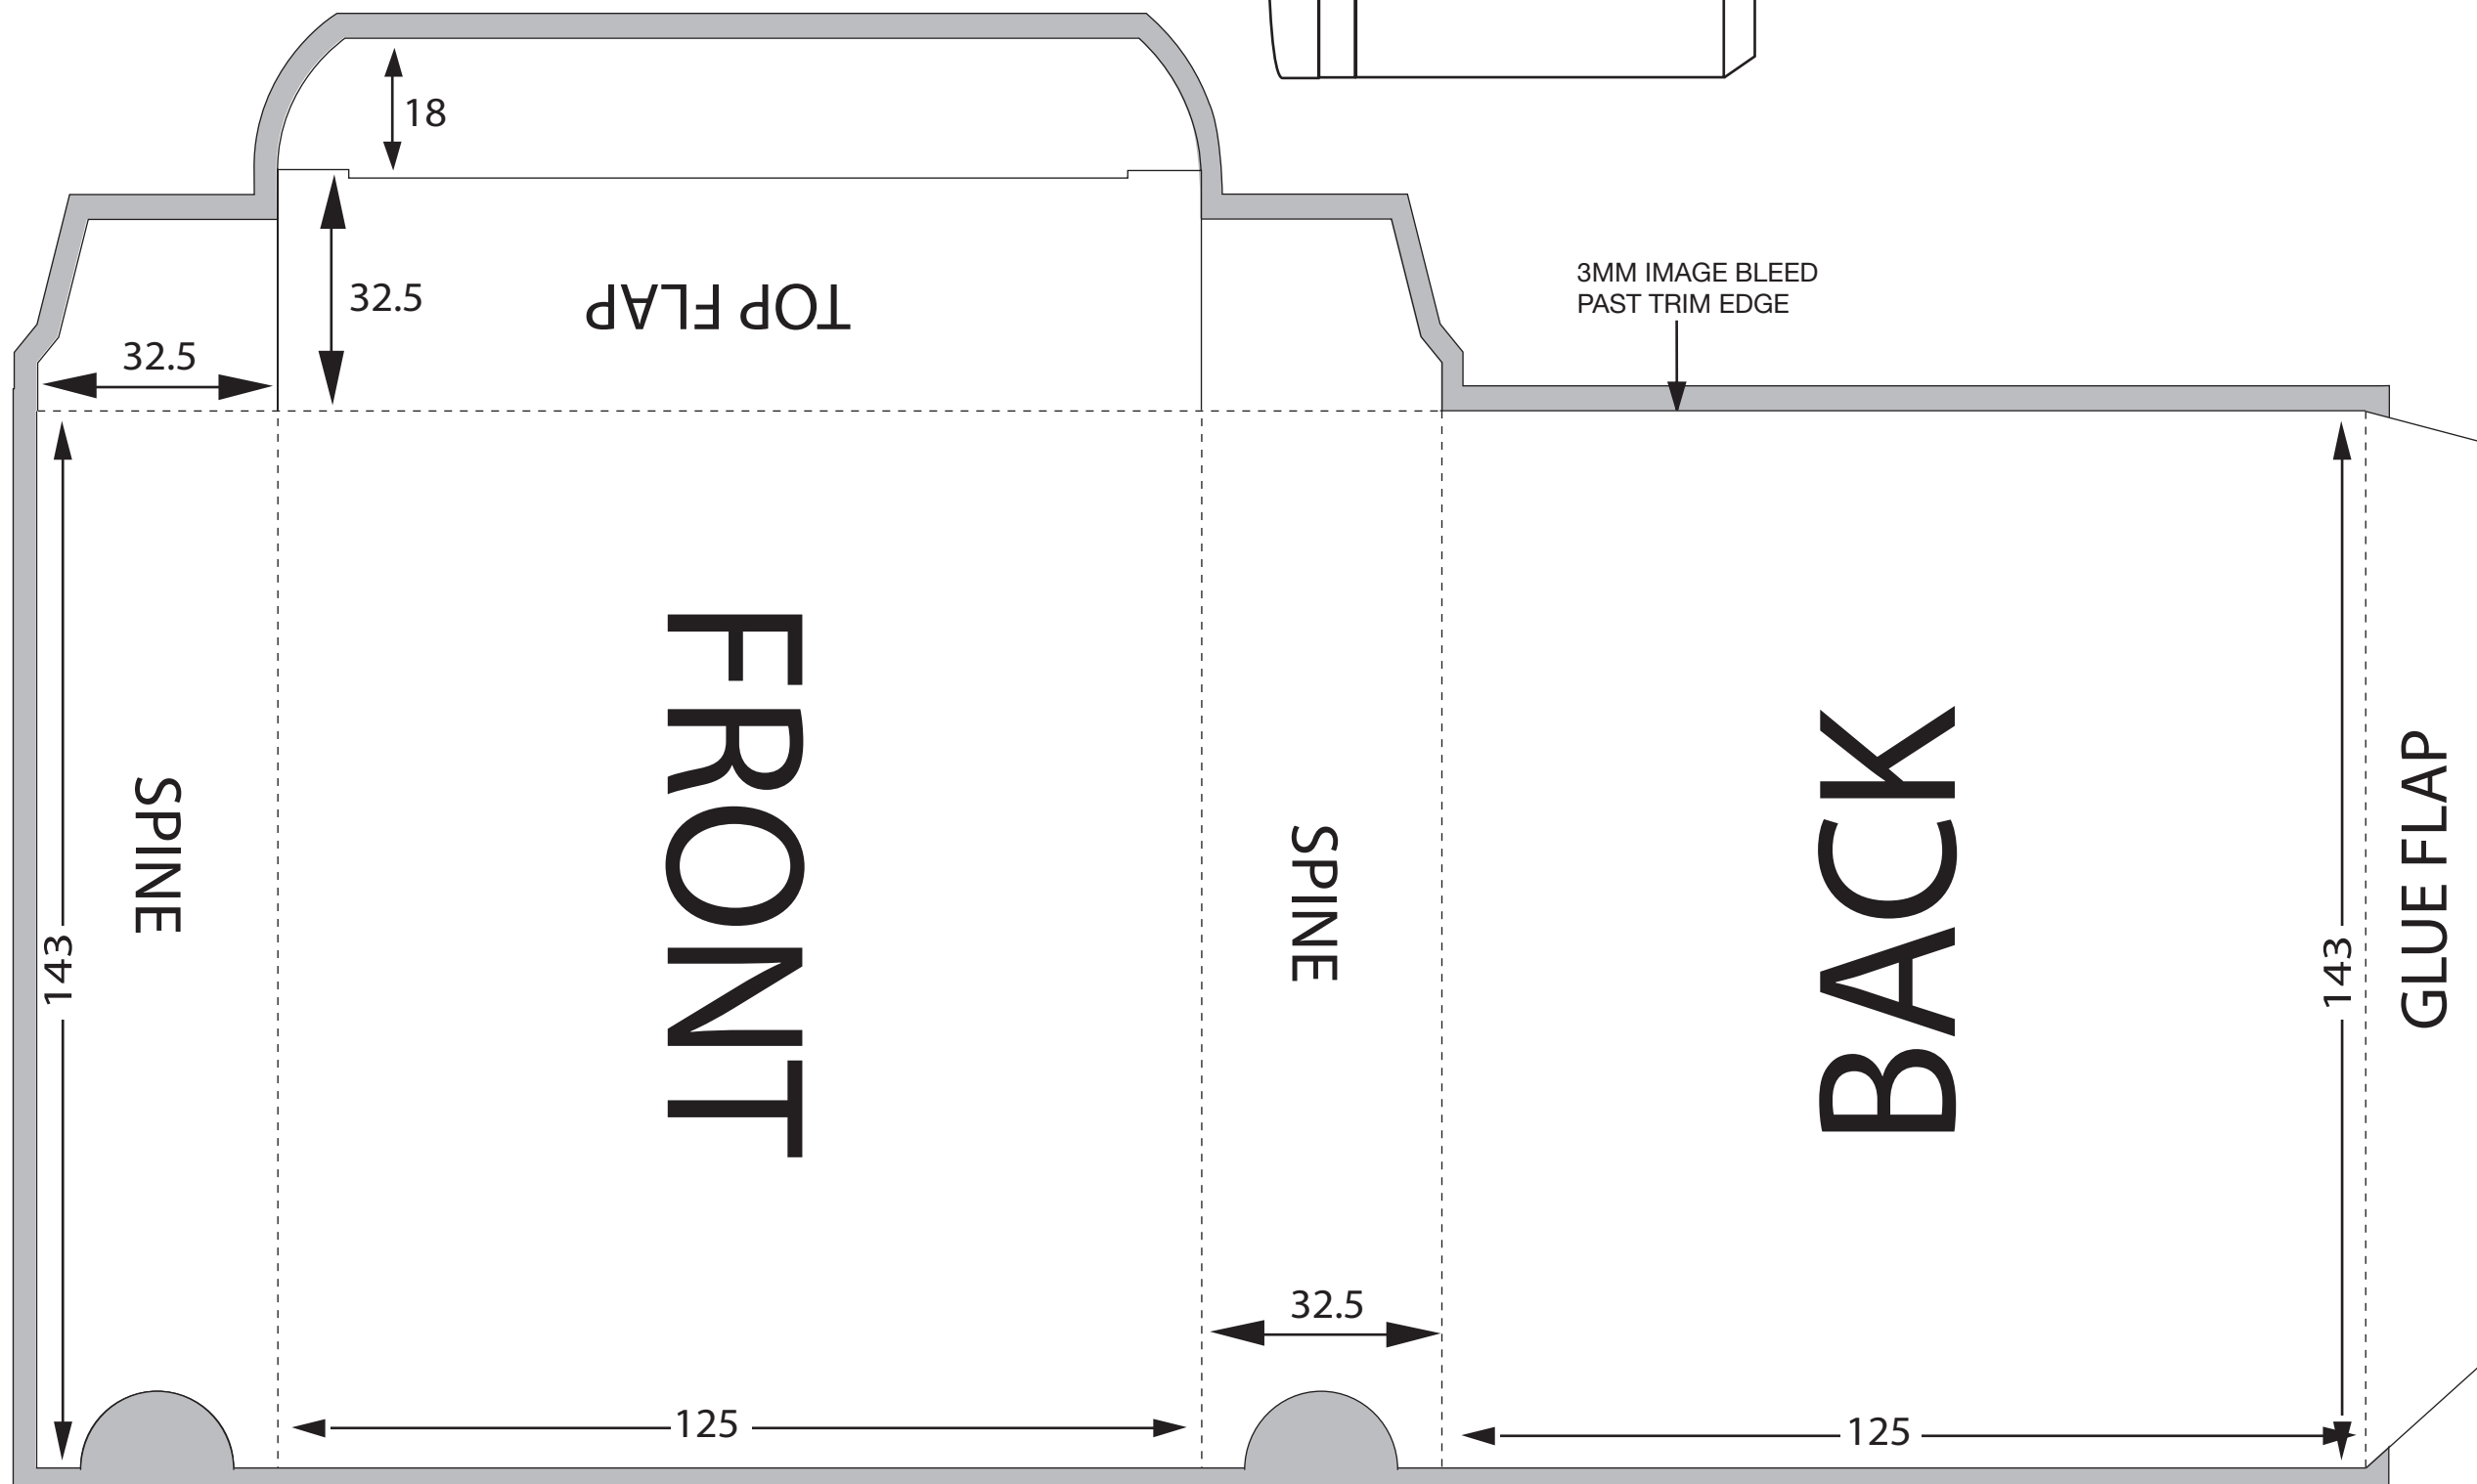 18
3MM IMAGE BLEED
PAST TRIM EDGE
32.5
TOP FLAP
32.5
FRONT
BACK
GLUE FLAP
SPINE
SPINE
143
143
32.5
125
125